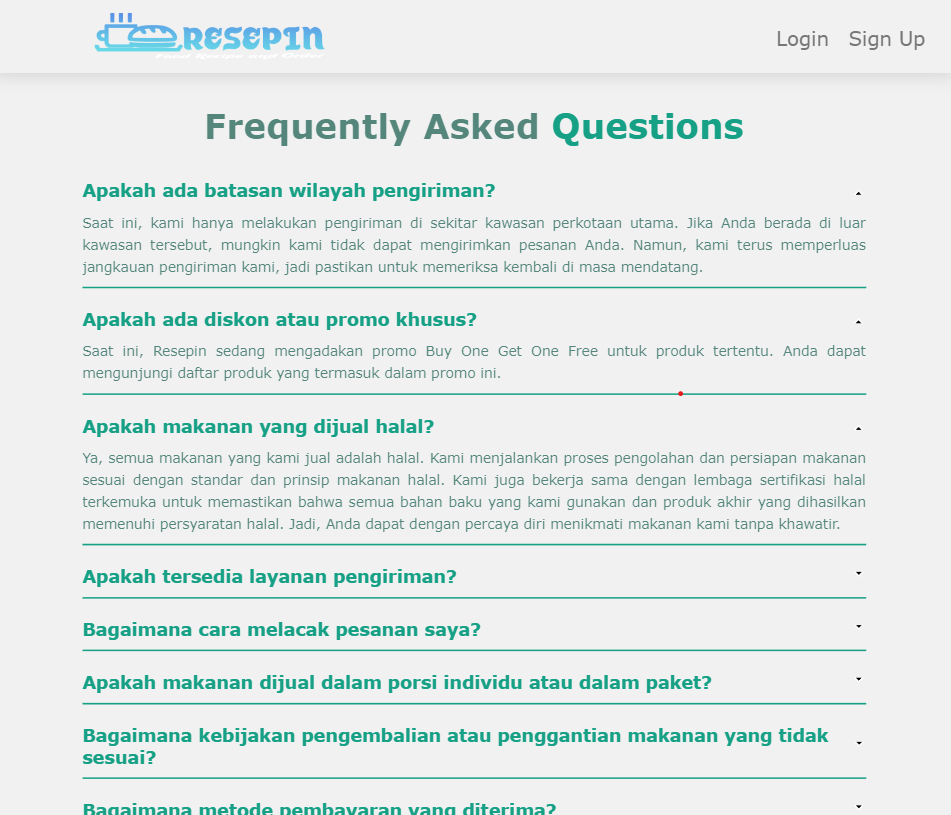 RESEPIN
Food Recipe and Order
Login Sign Up
Frequently Asked Questions
Apakah ada batasan wilayah pengiriman?
Saat ini, kami hanya melakukan pengiriman di sekitar kawasan perkotaan utama. Jika Anda berada di luar
kawasan tersebut, mungkin kami tidak dapat mengirimkan pesanan Anda. Namun, kami terus memperluas
jangkauan pengiriman kami, jadi pastikan untuk memeriksa kembali di masa mendatang.
Apakah ada diskon atau promo khusus?
Saat ini, Resepin sedang mengadakan promo Buy One Get One Free untuk produk tertentu. Anda dapat
mengunjungi daftar produk yang termasuk dalam promo ini.
Apakah makanan yang dijual halal?
Ya, semua makanan yang kami jual adalah halal. Kami menjalankan proses pengolahan dan persiapan makanan
sesuai dengan standar dan prinsip makanan halal. Kami juga bekerja sama dengan lembaga sertifikasi halal
terkemuka untuk memastikan bahwa semua bahan baku yang kami gunakan dan produk akhir yang dihasilkan
memenuhi persyaratan halal. Jadi, Anda dapat dengan percaya diri menikmati makanan kami tanpa khawatir.
Apakah tersedia layanan pengiriman?
Bagaimana cara melacak pesanan saya?
Apakah makanan dijual dalam porsi individu atau dalam paket?
Bagaimana kebijakan pengembalian atau penggantian makanan yang tidak
sesuai?
Bagaimana metode pembayaran yang diterima?